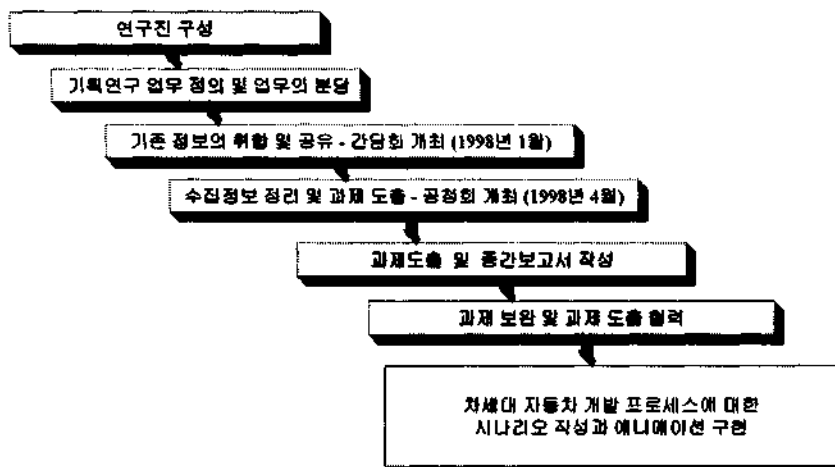 연구진 구성
기획연구 업무 정의 및 업무의 분담
기존 정보의 취합 및 공유 - 간담회 개최 (1998년 1월)
수집정보 정리 및 과제 도출 - 공청회 개최 (1998년 4월)
과제도출 및 중간보고서 작성
과제 보완 및 과제 도출 협력
차세대 자동차 개발 프로세스에 대한
시나리오 작성과 애니메이션 구현